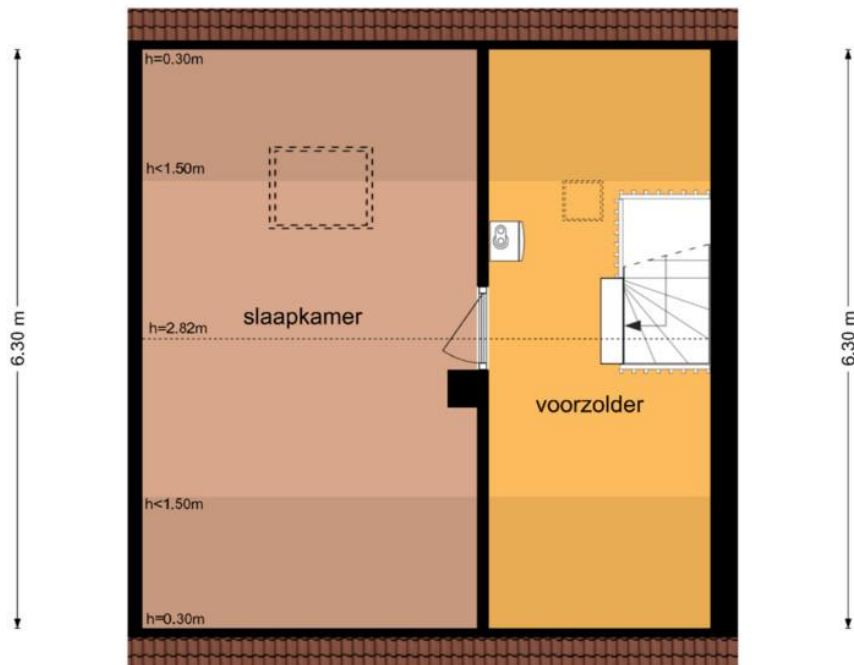 h=0.30m
h<1.50m
6.30 m
slaapkamer
h=2.82m
6.30 m
voorzolder
h<1.50m
h=0.30m